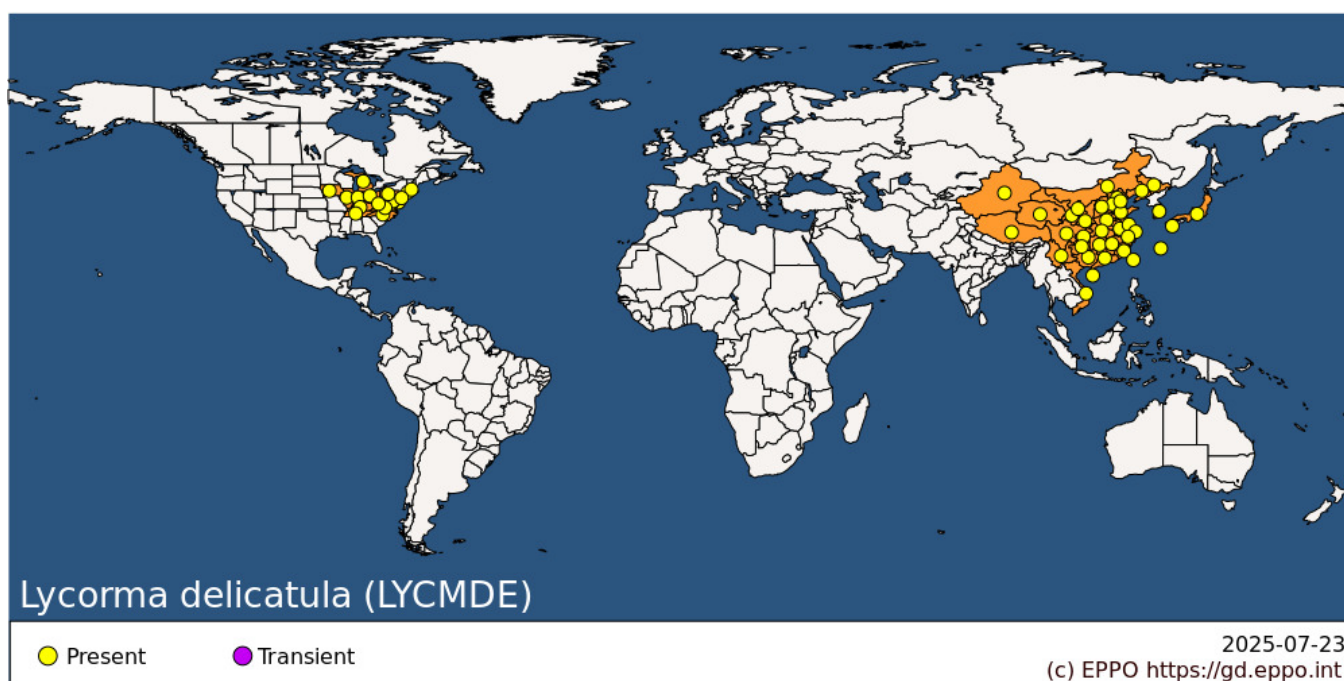 Lycorma delicatula (LYCMDE)
Present
Transient
2025-07-23
(c) EPPO https://gd.eppo.int